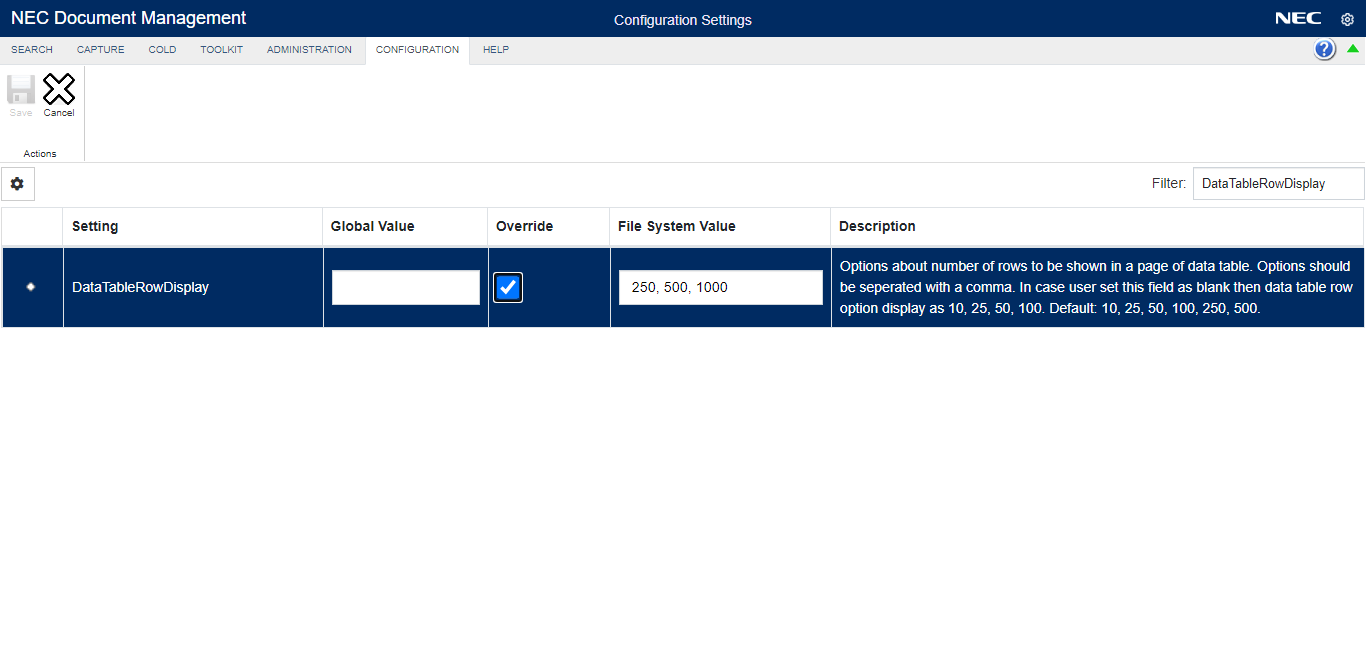 NEC Document Management
Configuration Settings
NEC
SEARCH CAPTURE COLD TOOLKIT ADMINISTRATION CONFIGURATION HELP
?
Save Cancel
Actions
Filter: DataTableRowDisplay
Setting Global Value Override File System Value Description
DataTableRowDisplay 250, 500, 1000
Options about number of rows to be shown in a page of data table. Options should
be seperated with a comma. In case user set this field as blank then data table row
option display as 10, 25, 50, 100. Default: 10, 25, 50, 100, 250, 500.